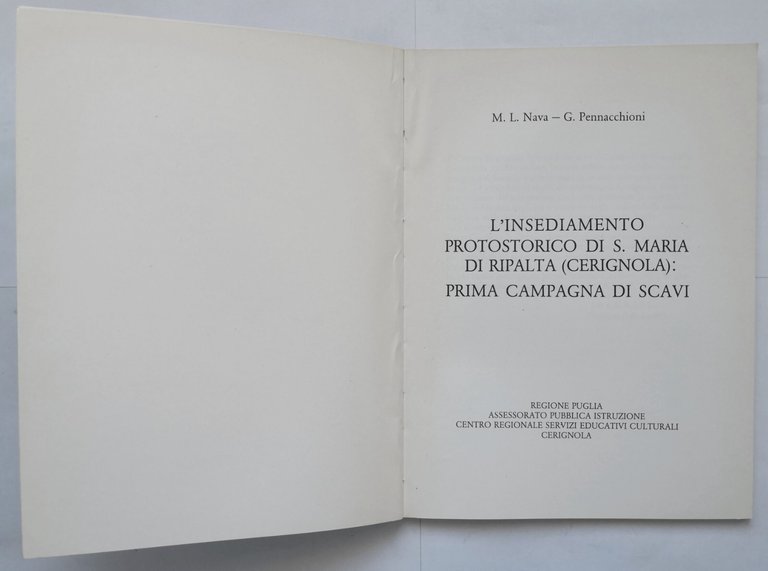 M. L. Nava – G. Pennacchioni
L'INSEDIAMENTO
PROTOSTORICO DI S. MARIA
DI RIPALTA (CERIGNOLA):
PRIMA CAMPAGNA DI SCAVI
REGIONE PUGLIA
ASSESSORATO PUBBLICA ISTRUZIONE
CENTRO REGIONALE SERVIZI EDUCATIVI CULTURALI
CERIGNOLA